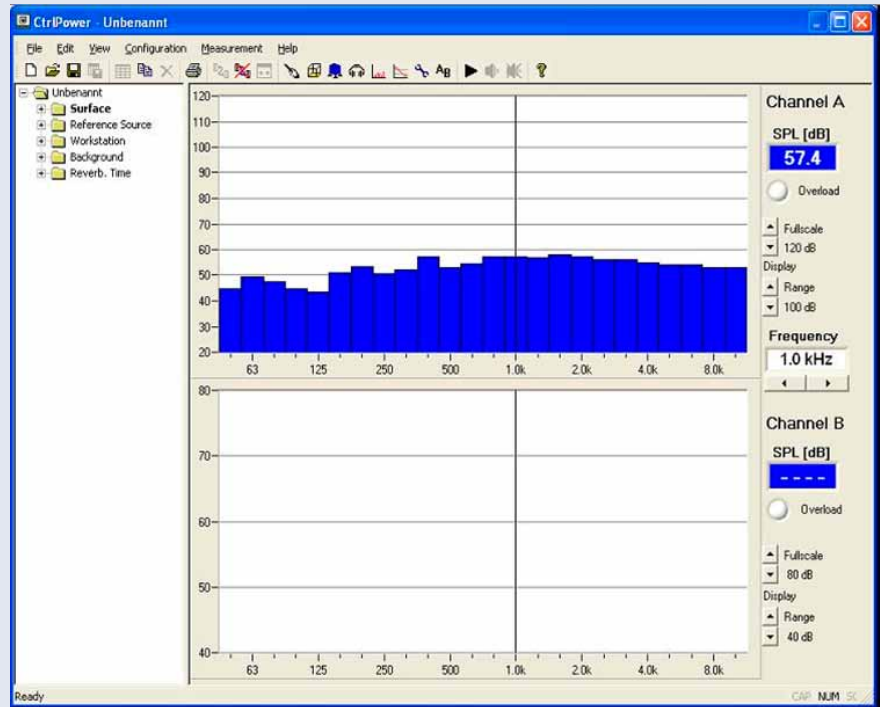 CtrlPower - Unbenannt
File Edit View Configuration Measurement Help
Unbenannt
Surface
Reference Source
Workstation
Background
Reverb. Time
120
110
100
90
80
70
60
50
40
30
20
63 125 250 500 1.0k 2.0k 4.0k 8.0k
80
70
60
50
40
63 125 250 500 1.0k 2.0k 4.0k 8.0k
Channel A
SPL [dB]
57.4
Overload
Fullscale
120 dB
Display
Range
100 dB
Frequency
1.0 kHz
Channel B
SPL [dB]
----
Overload
Fullscale
80 dB
Display
Range
40 dB
Ready
CAP NUM SC